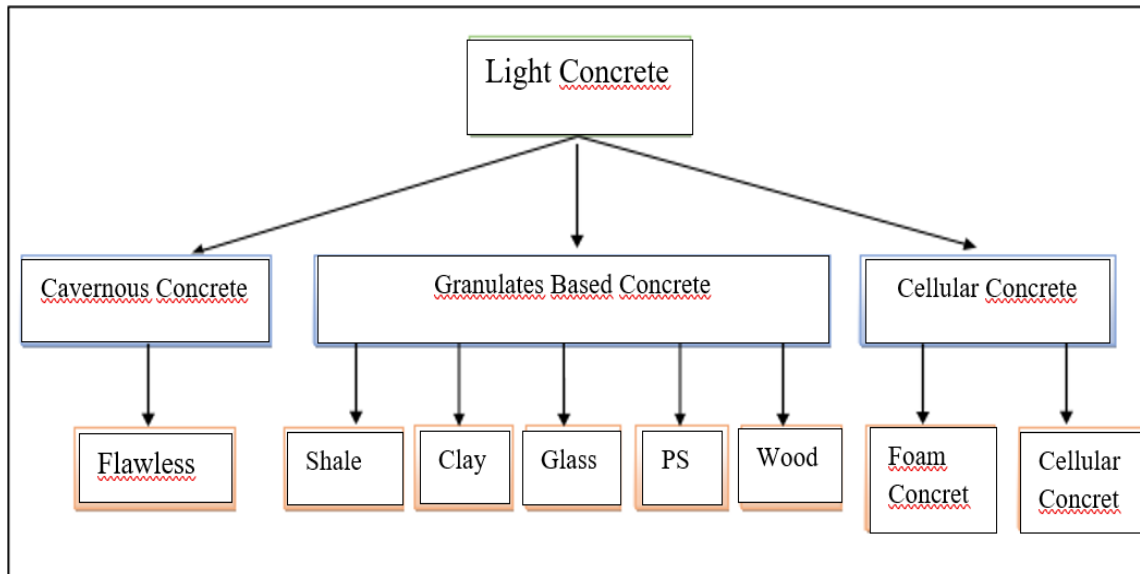 Light Concrete
Cavernous Concrete
Granulates Based Concrete
Cellular Concrete
Flawless
Shale
Clay
Glass
PS
Wood
Foam
Concret
Cellular
Concret